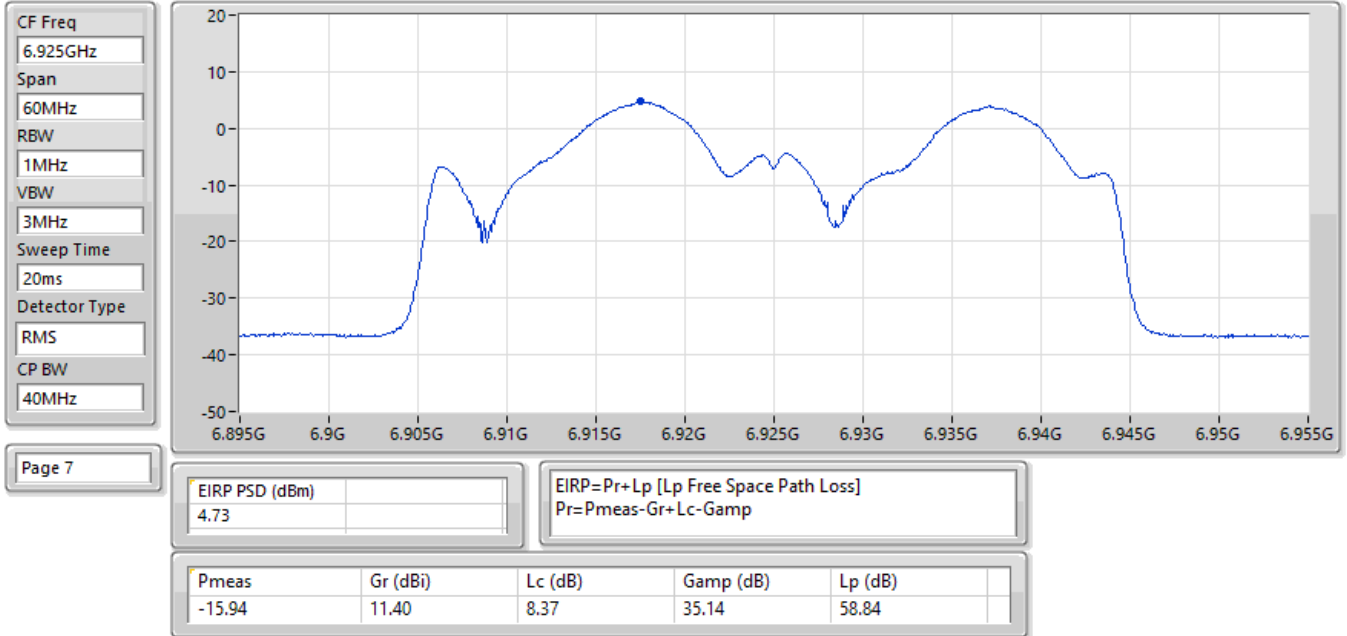 CF Freq
6.925GHz
Span
60MHz
RBW
1MHz
VBW
3MHz
Sweep Time
20ms
Detector Type
RMS
CP BW
40MHz
Page 7
20
10
0
-10
-20
-30
-40
-50
6.895G 6.9G 6.905G 6.91G 6.915G 6.92G 6.925G 6.93G 6.935G 6.94G 6.945G 6.95G 6.955G
EIRP PSD (dBm)
4.73
EIRP=Pr+Lp [Lp Free Space Path Loss]
Pr=Pmeas-Gr+Lc-Gamp
Pmeas Gr (dBi) Lc (dB) Gamp (dB) Lp (dB)
-15.94 11.40 8.37 35.14 58.84